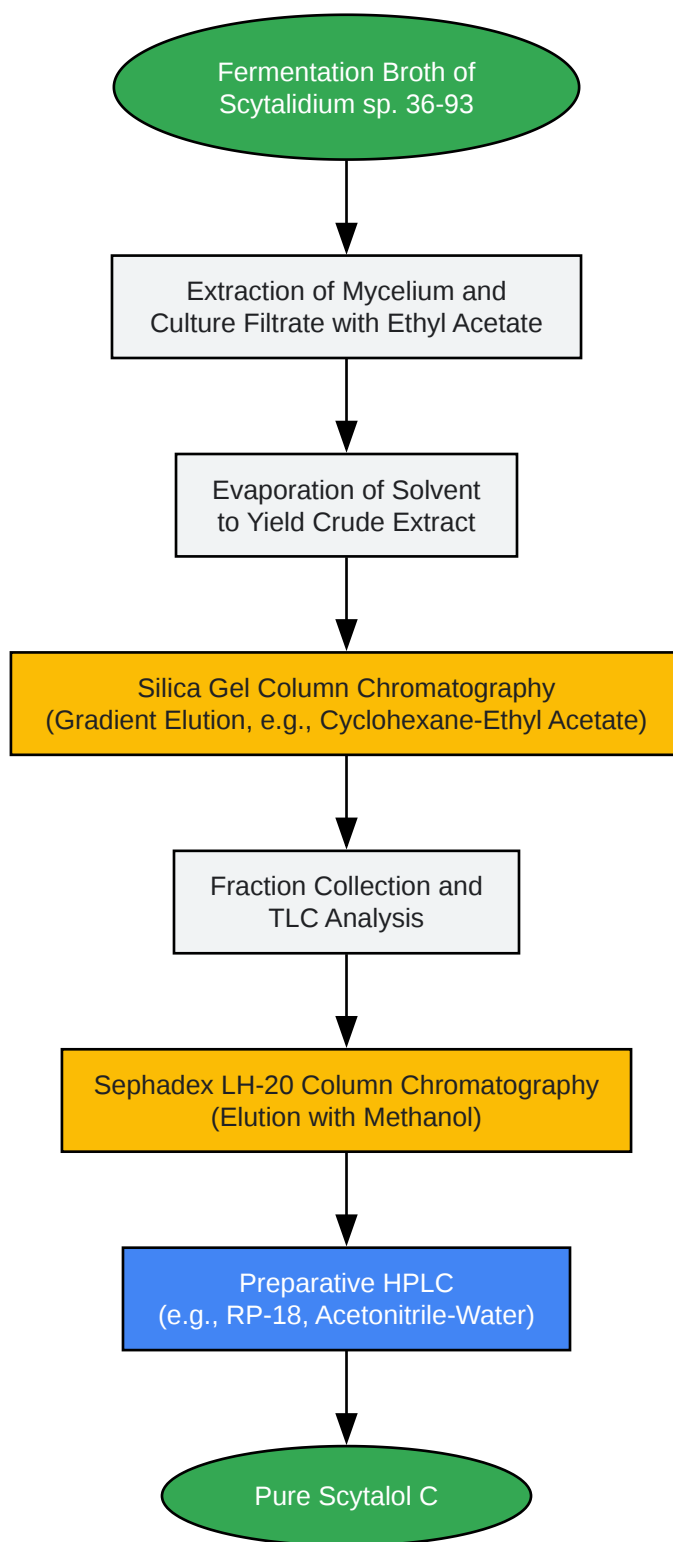 Fermentation Broth of
Scytalidium sp. 36-93
Extraction of Mycelium and
Culture Filtrate with Ethyl Acetate
Evaporation of Solvent
to Yield Crude Extract
Silica Gel Column Chromatography
(Gradient Elution, e.g., Cyclohexane-Ethyl Acetate)
Fraction Collection and
TLC Analysis
Sephadex LH-20 Column Chromatography
(Elution with Methanol)
Preparative HPLC
(e.g., RP-18, Acetonitrile-Water)
Pure Scytalol C